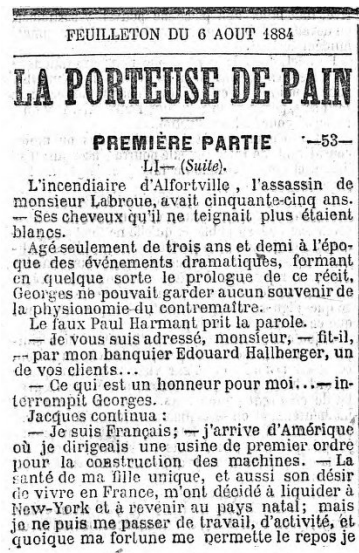 FEUILLETON DU 6 AOUT 1884
LA PORTEUSE DE PAIN
PREMIÈRE PARTIE —53—
LI— (Suite).
L'incendiaire d'Alfortville, l'assassin de
monsieur Labroue, avait cinquante-cinq ans.
— Ses cheveux qu'il ne teignait plus étaient
blancs.
Agé seulement de trois ans et demi à l'épo-
que des événements dramatiques, formant
en quelque sorte le prologue de ce récit,
Georges ne pouvait garder aucun souvenir de
la physionomie du contremaître.
Le faux Paul Harmant prit la parole.
— Je vous suis adressé, monsieur, — fit-il,
— par mon banquier Edouard Hallberger, un
de vos clients...
— Ce qui est un honneur pour moi... — in-
terrompit Georges.
Jacques continua :
— Je suis Français; — j'arrive d'Amérique
où je dirigeais une usine de premier ordre
pour la construction des machines. — La
santé de ma fille unique, et aussi son désir
de vivre en France, m'ont décidé à liquider à
New-York et à revenir au pays natal; mais
je ne puis me passer de travail, d'activité, et
quoique ma fortune me permette le repos je